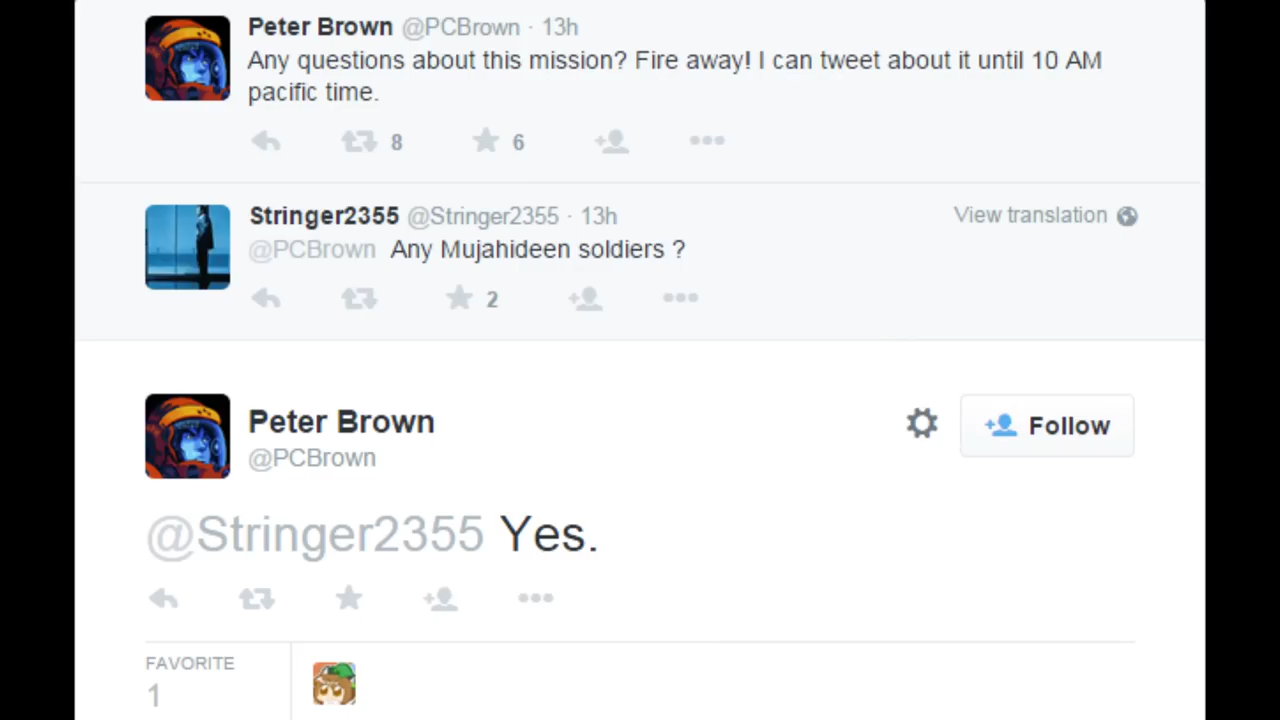 Peter Brown @PCBrown · 13h
Any questions about this mission? Fire away! I can tweet about it until 10 AM
pacific time.
8 6
Stringer2355 @Stringer2355 · 13h View translation
@PCBrown Any Mujahideen soldiers ?
2
Peter Brown
@PCBrown
Follow
@Stringer2355 Yes.
FAVORITE
1